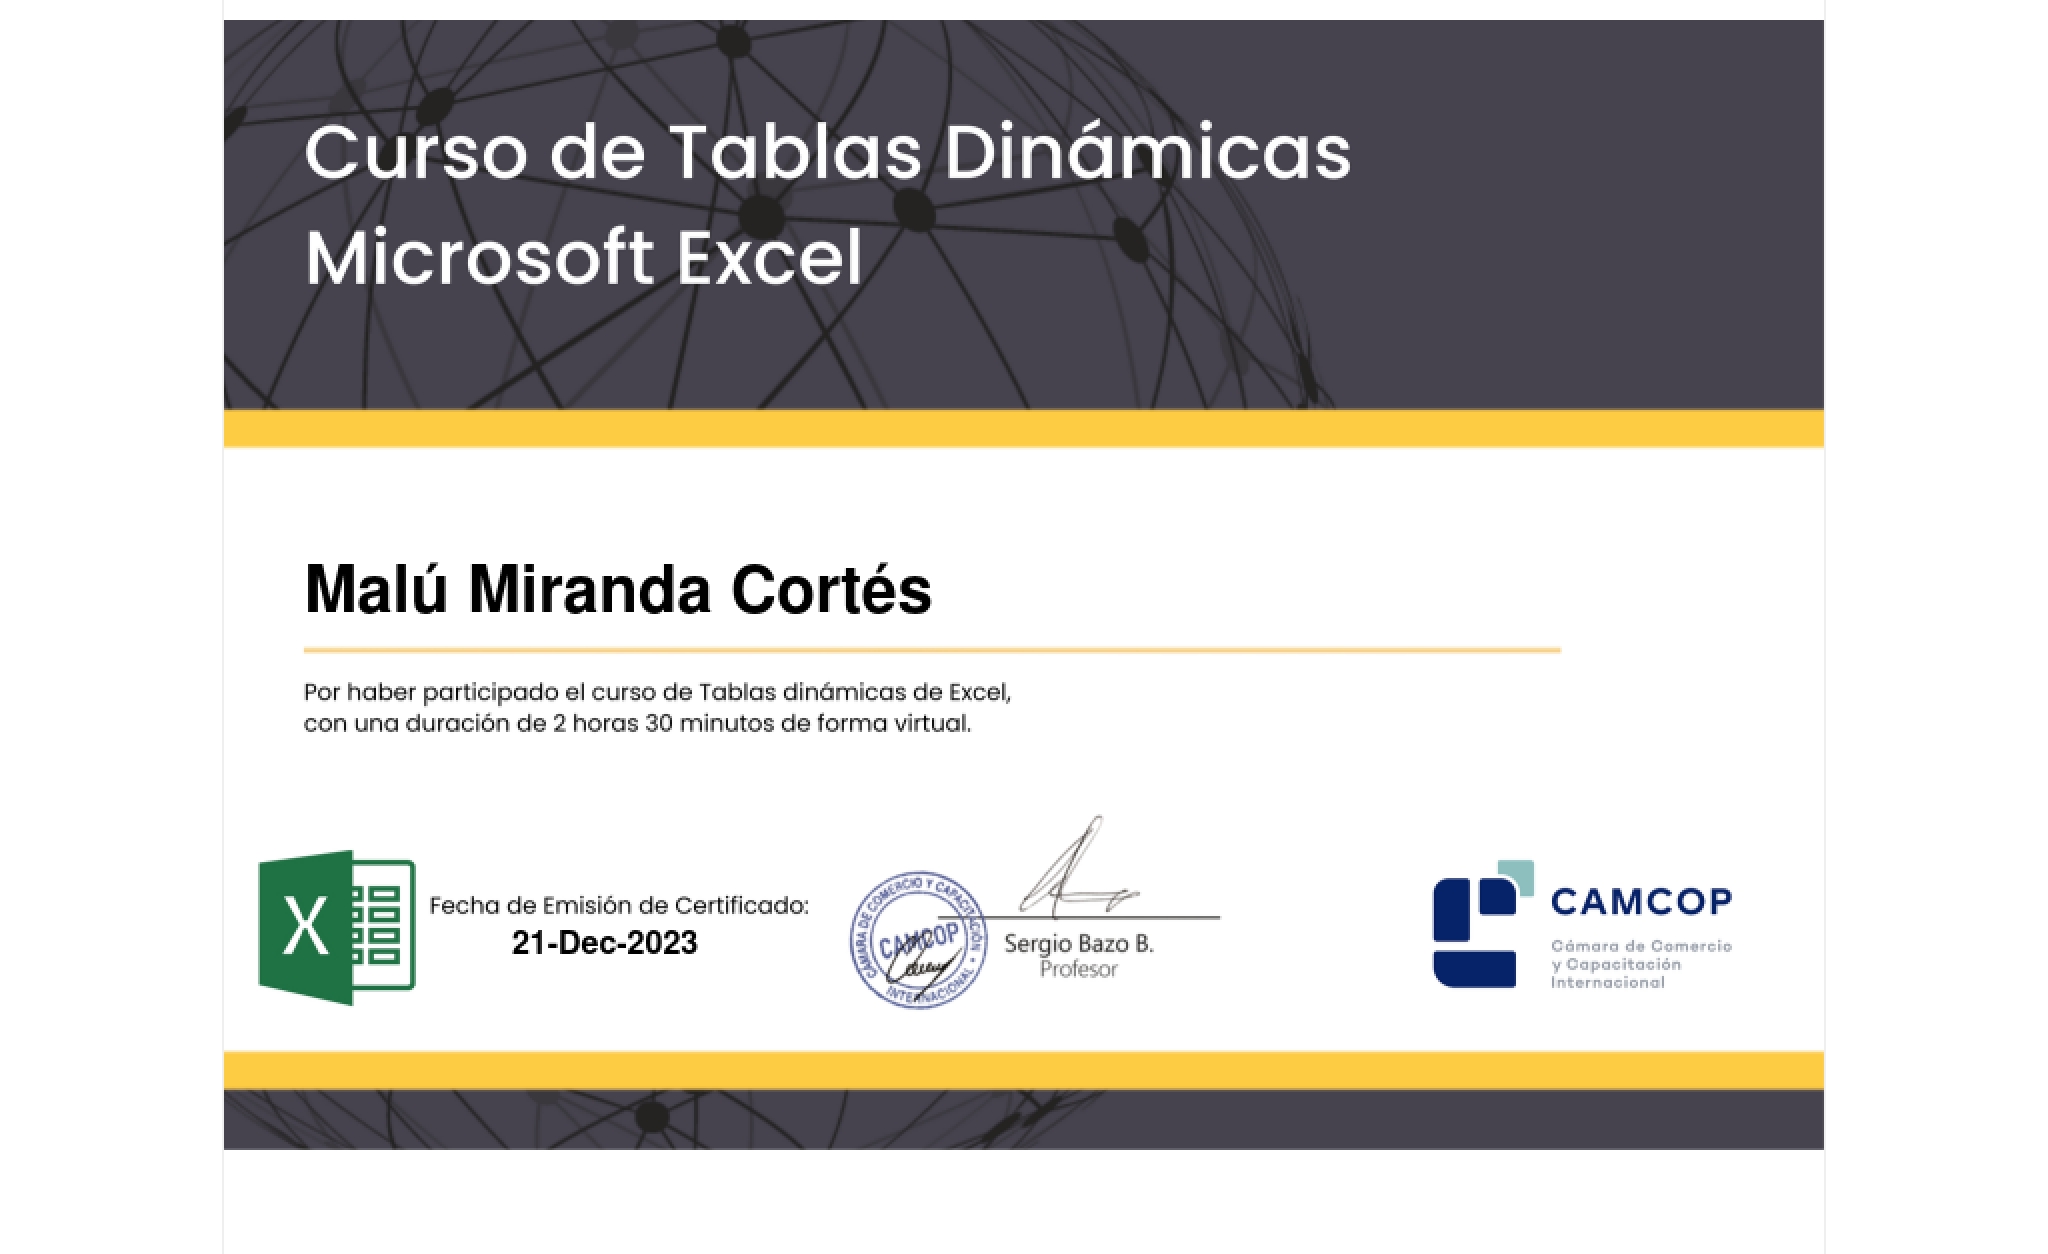 Curso de Tablas Dinámicas
Microsoft Excel
Malú Miranda Cortés
Por haber participado el curso de Tablas dinámicas de Excel,
con una duración de 2 horas 30 minutos de forma virtual.
X
Fecha de Emisión de Certificado:
21-Dec-2023
CÁMARA DE COMERCIO Y CAPACITACIÓN
CAMCOP
INTERNACIONAL
Sergio Bazo B.
Profesor
CAMCOP
Cámara de Comercio
y Capacitación
Internacional